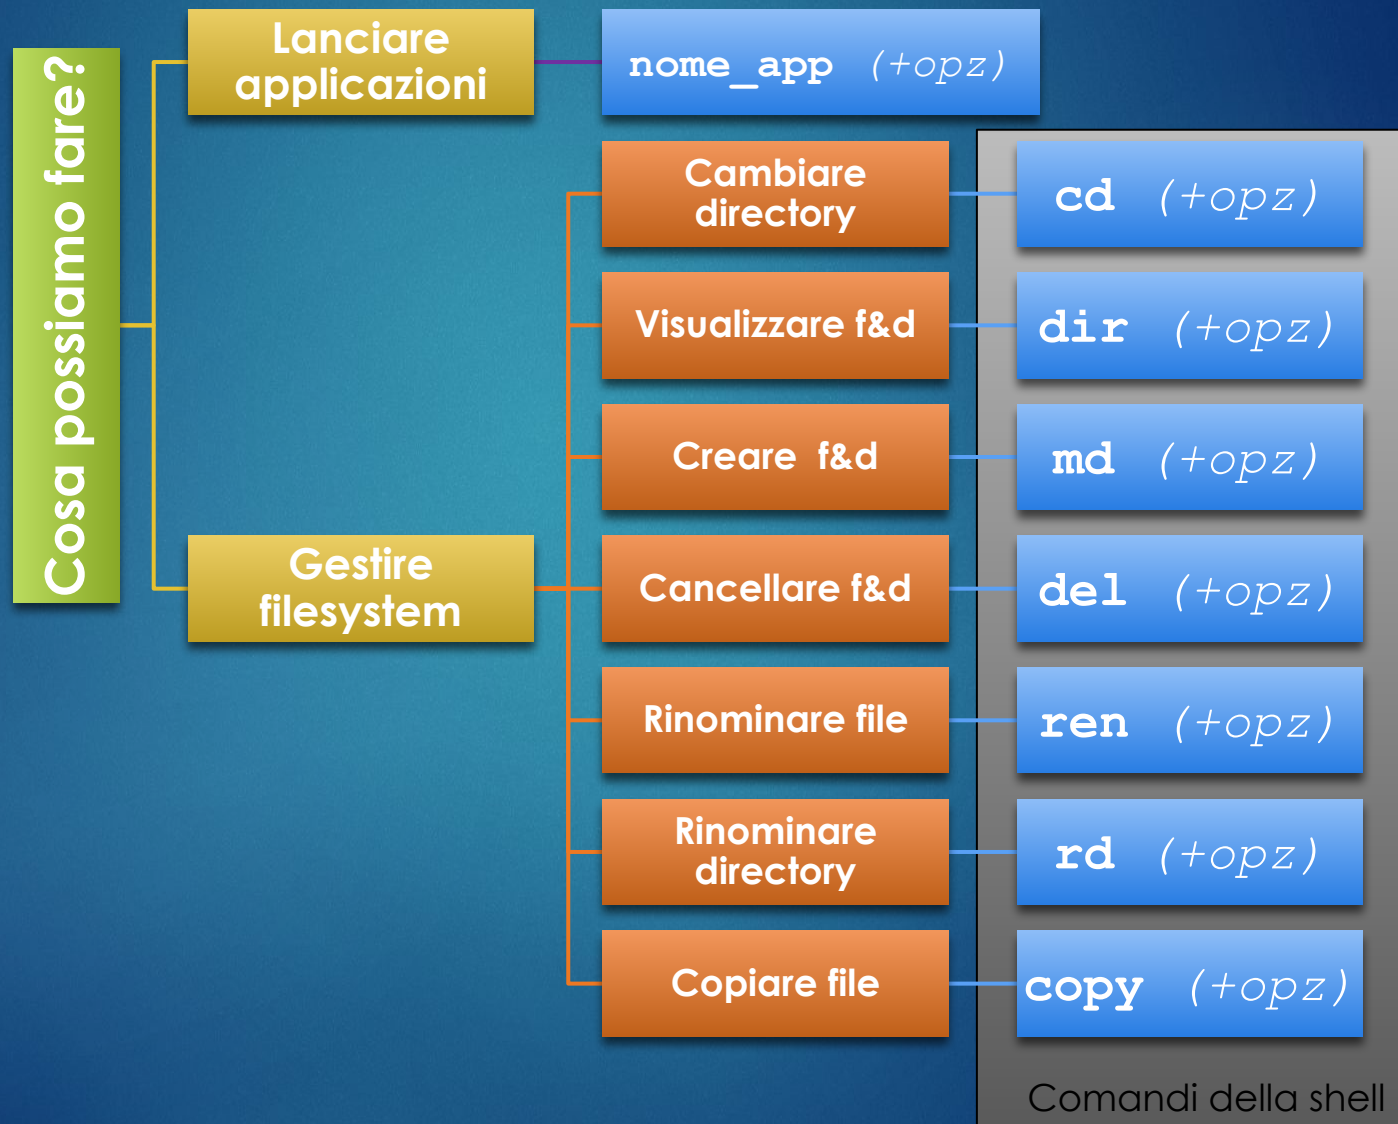 Cosa possiamo fare?
Lanciare
applicazioni
nome_app (+opz)
Gestire
filesystem
Cambiare
directory
cd (+opz)
Visualizzare f&d
dir (+opz)
Creare f&d
md (+opz)
Cancellare f&d
del (+opz)
Rinominare file
ren (+opz)
Rinominare
directory
rd (+opz)
Copiare file
copy (+opz)
Comandi della shell